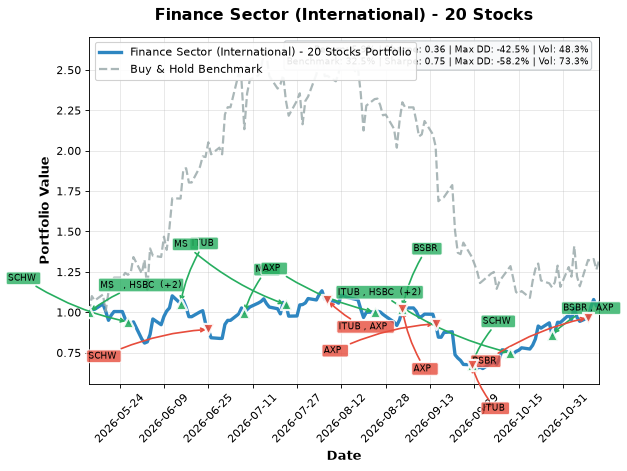 Finance Sector (International) - 20 Stocks
Finance Sector (International) - 20 Stocks Portfolio
Buy & Hold Benchmark
0.36 | Max DD: -42.5% | Vol: 48.3%
Benchmark: 32.5% | Sharpe: 0.75 | Max DD: -58.2% | Vol: 73.3%
Portfolio Value
2.50
2.25
2.00
1.75
1.50
1.25
1.00
0.75
SCHW
MS , HSBC (+2)
SCHW
MS
ITUB
AXP
ITUB , HSBC (+2)
ITUB , AXP
AXP
BSBR
AXP
SCHW
BSBR
ITUB
BSBR , AXP
2026-05-24
2026-06-09
2026-06-25
2026-07-11
2026-07-27
2026-08-12
2026-08-28
2026-09-13
2026-09-29
2026-10-15
2026-10-31
Date